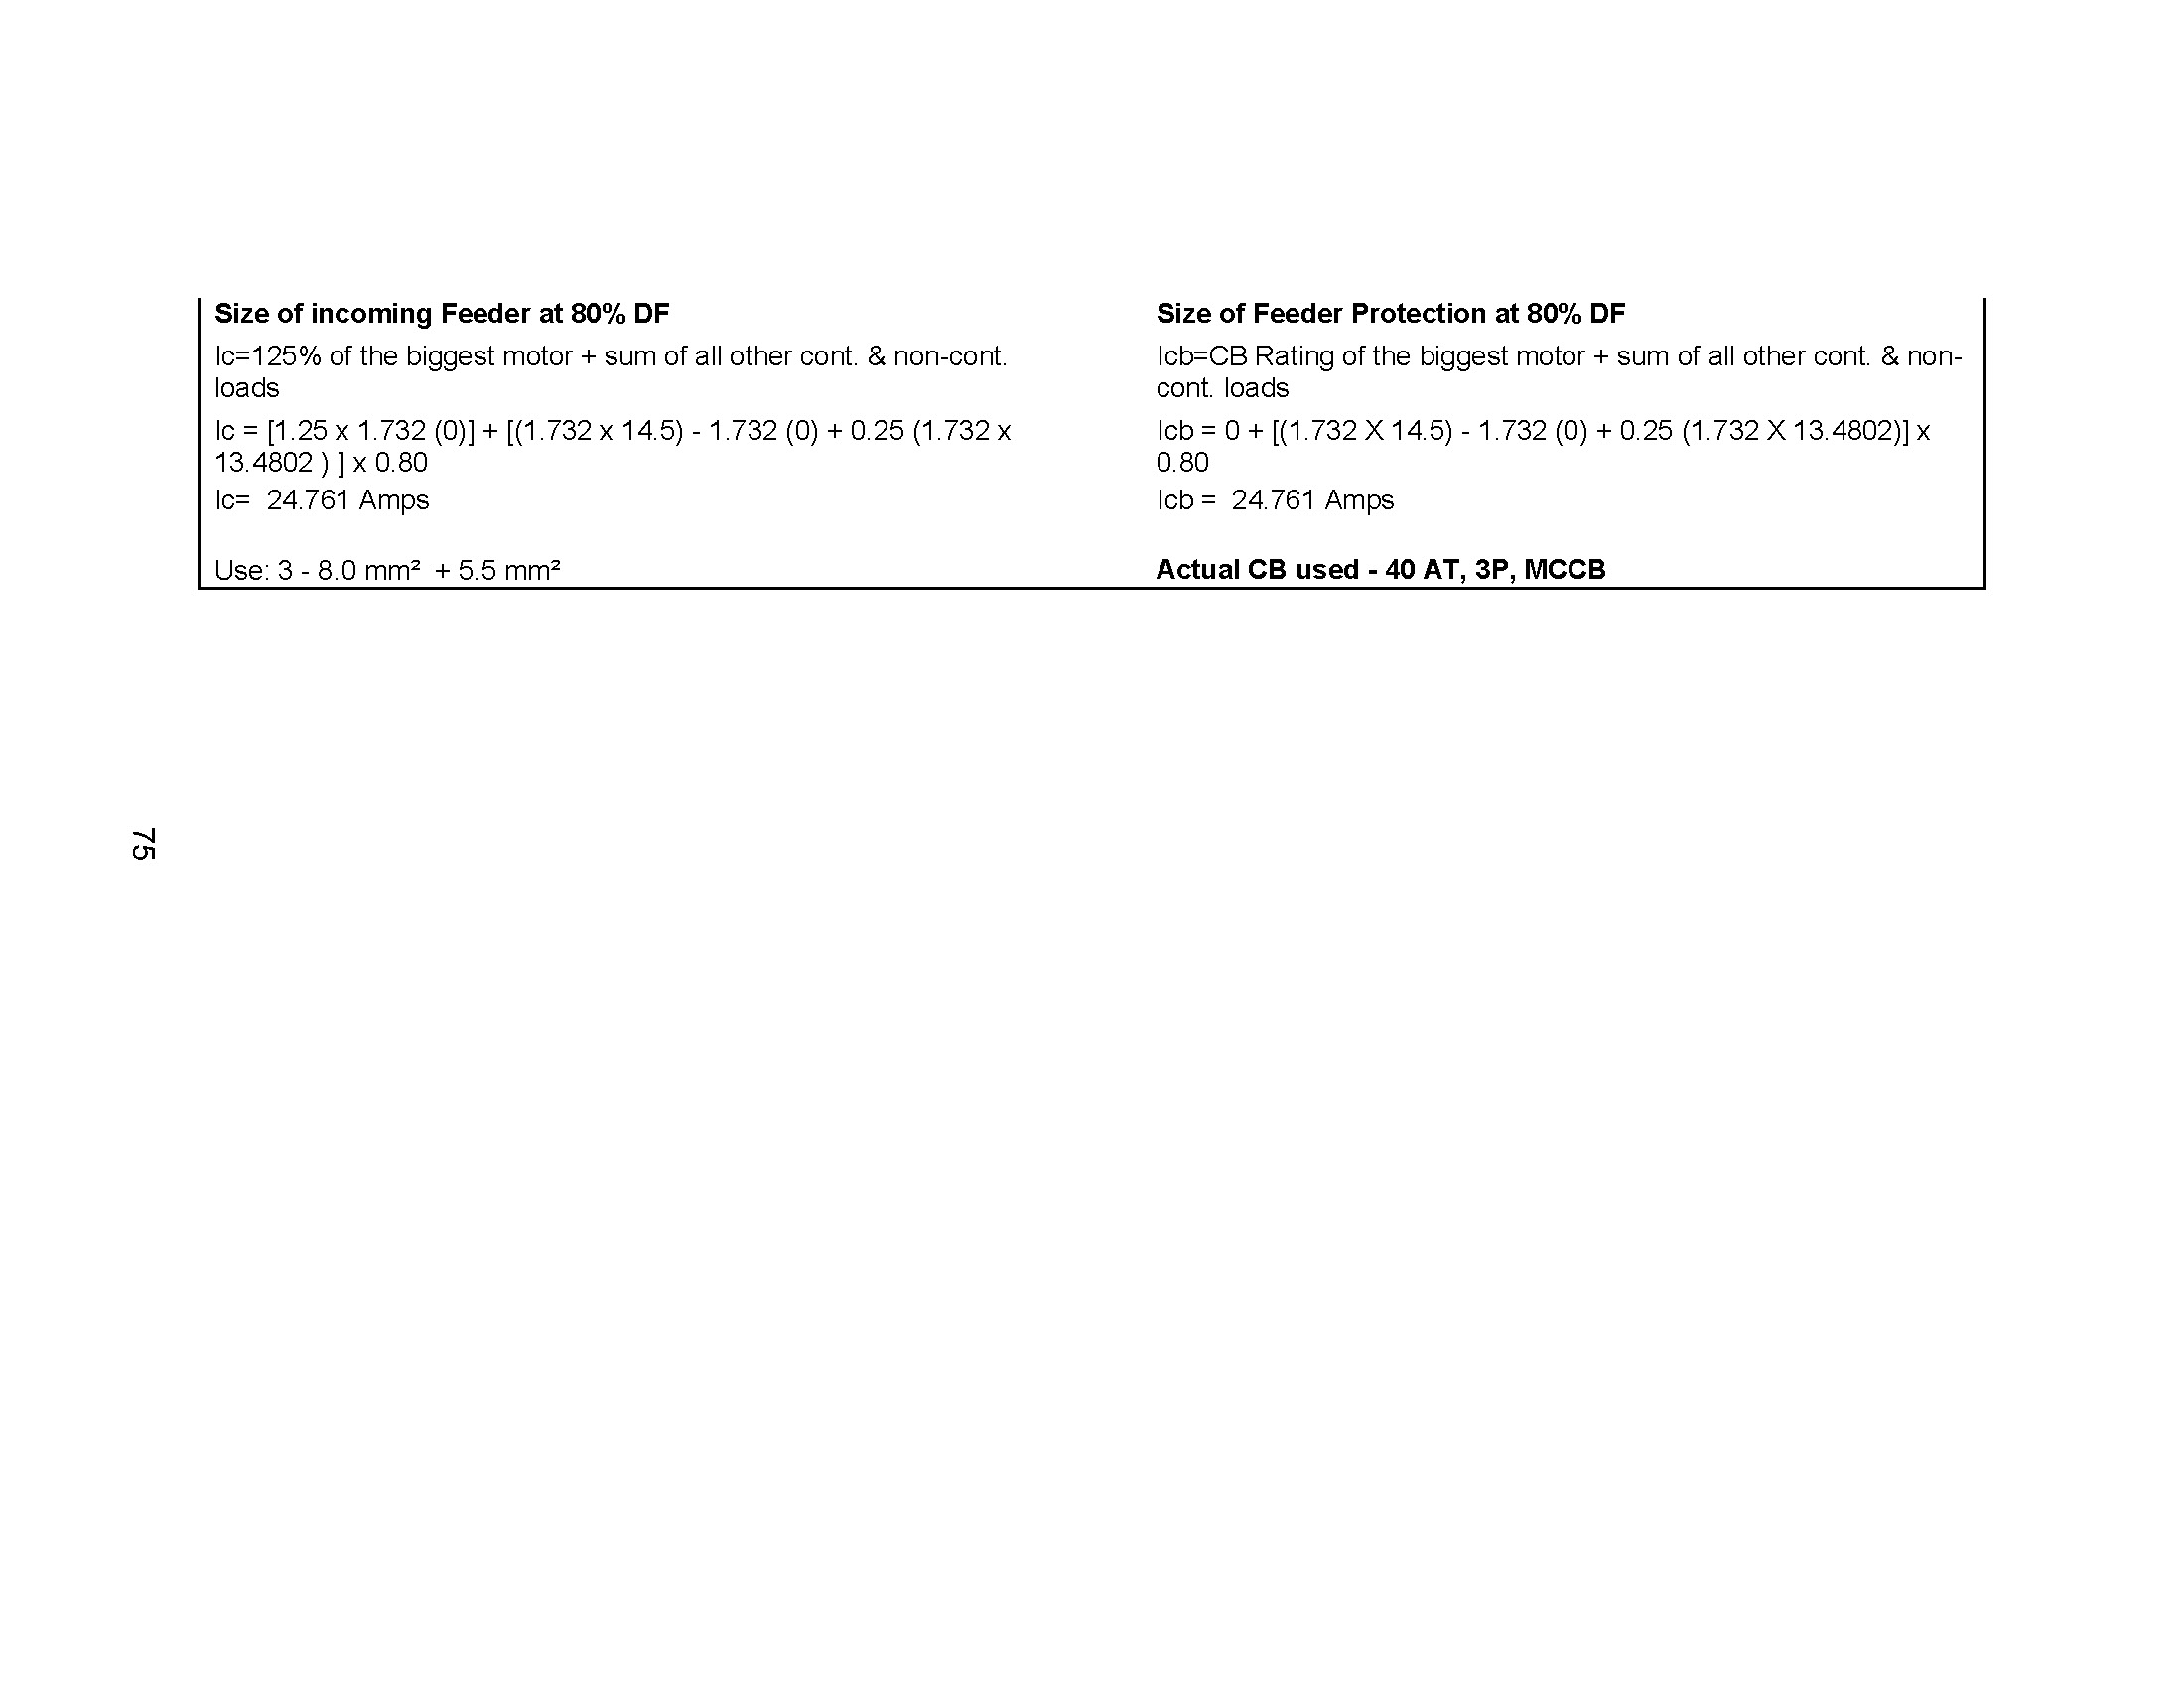 Size of incoming Feeder at 80% DF
Ic=125% of the biggest motor + sum of all other cont. & non-cont.
loads
Ic = [1.25 x 1.732 (0)] + [(1.732 x 14.5) - 1.732 (0) + 0.25 (1.732 x
13.4802 ) ] x 0.80
Ic=  24.761 Amps
Use: 3 - 8.0 mm²  + 5.5 mm²
Size of Feeder Protection at 80% DF
Icb=CB Rating of the biggest motor + sum of all other cont. & non-
cont. loads
Icb = 0 + [(1.732 X 14.5) - 1.732 (0) + 0.25 (1.732 X 13.4802)] x
0.80
Icb =  24.761 Amps
Actual CB used - 40 AT, 3P, MCCB
75